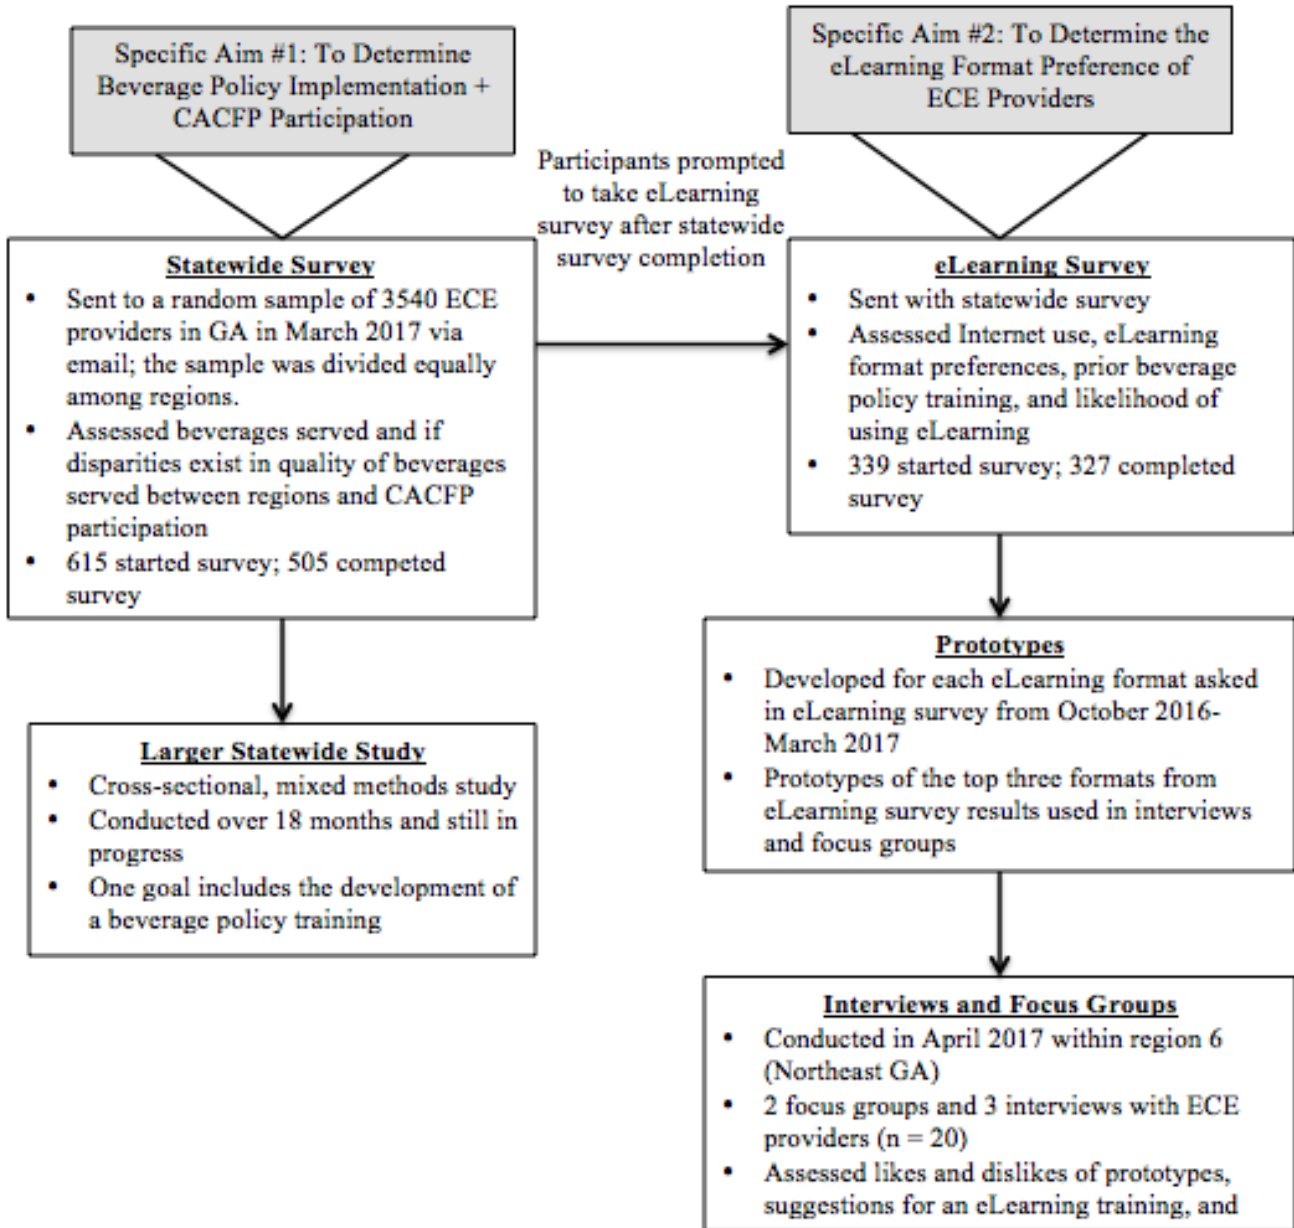 Specific Aim #1: To Determine
Beverage Policy Implementation +
CACFP Participation
Specific Aim #2: To Determine the
eLearning Format Preference of
ECE Providers
Participants prompted
to take eLearning
survey after statewide
survey completion
Statewide Survey
• Sent to a random sample of 3540 ECE
providers in GA in March 2017 via
email; the sample was divided equally
among regions.
• Assessed beverages served and if
disparities exist in quality of beverages
served between regions and CACFP
participation
• 615 started survey; 505 competed
survey
eLearning Survey
• Sent with statewide survey
• Assessed Internet use, eLearning
format preferences, prior beverage
policy training, and likelihood of
using eLearning
• 339 started survey; 327 completed
survey
Larger Statewide Study
• Cross-sectional, mixed methods study
• Conducted over 18 months and still in
progress
• One goal includes the development of
a beverage policy training
Prototypes
• Developed for each eLearning format asked
in eLearning survey from October 2016-
March 2017
• Prototypes of the top three formats from
eLearning survey results used in interviews
and focus groups
Interviews and Focus Groups
• Conducted in April 2017 within region 6
(Northeast GA)
• 2 focus groups and 3 interviews with ECE
providers (n = 20)
• Assessed likes and dislikes of prototypes,
suggestions for an eLearning training, and